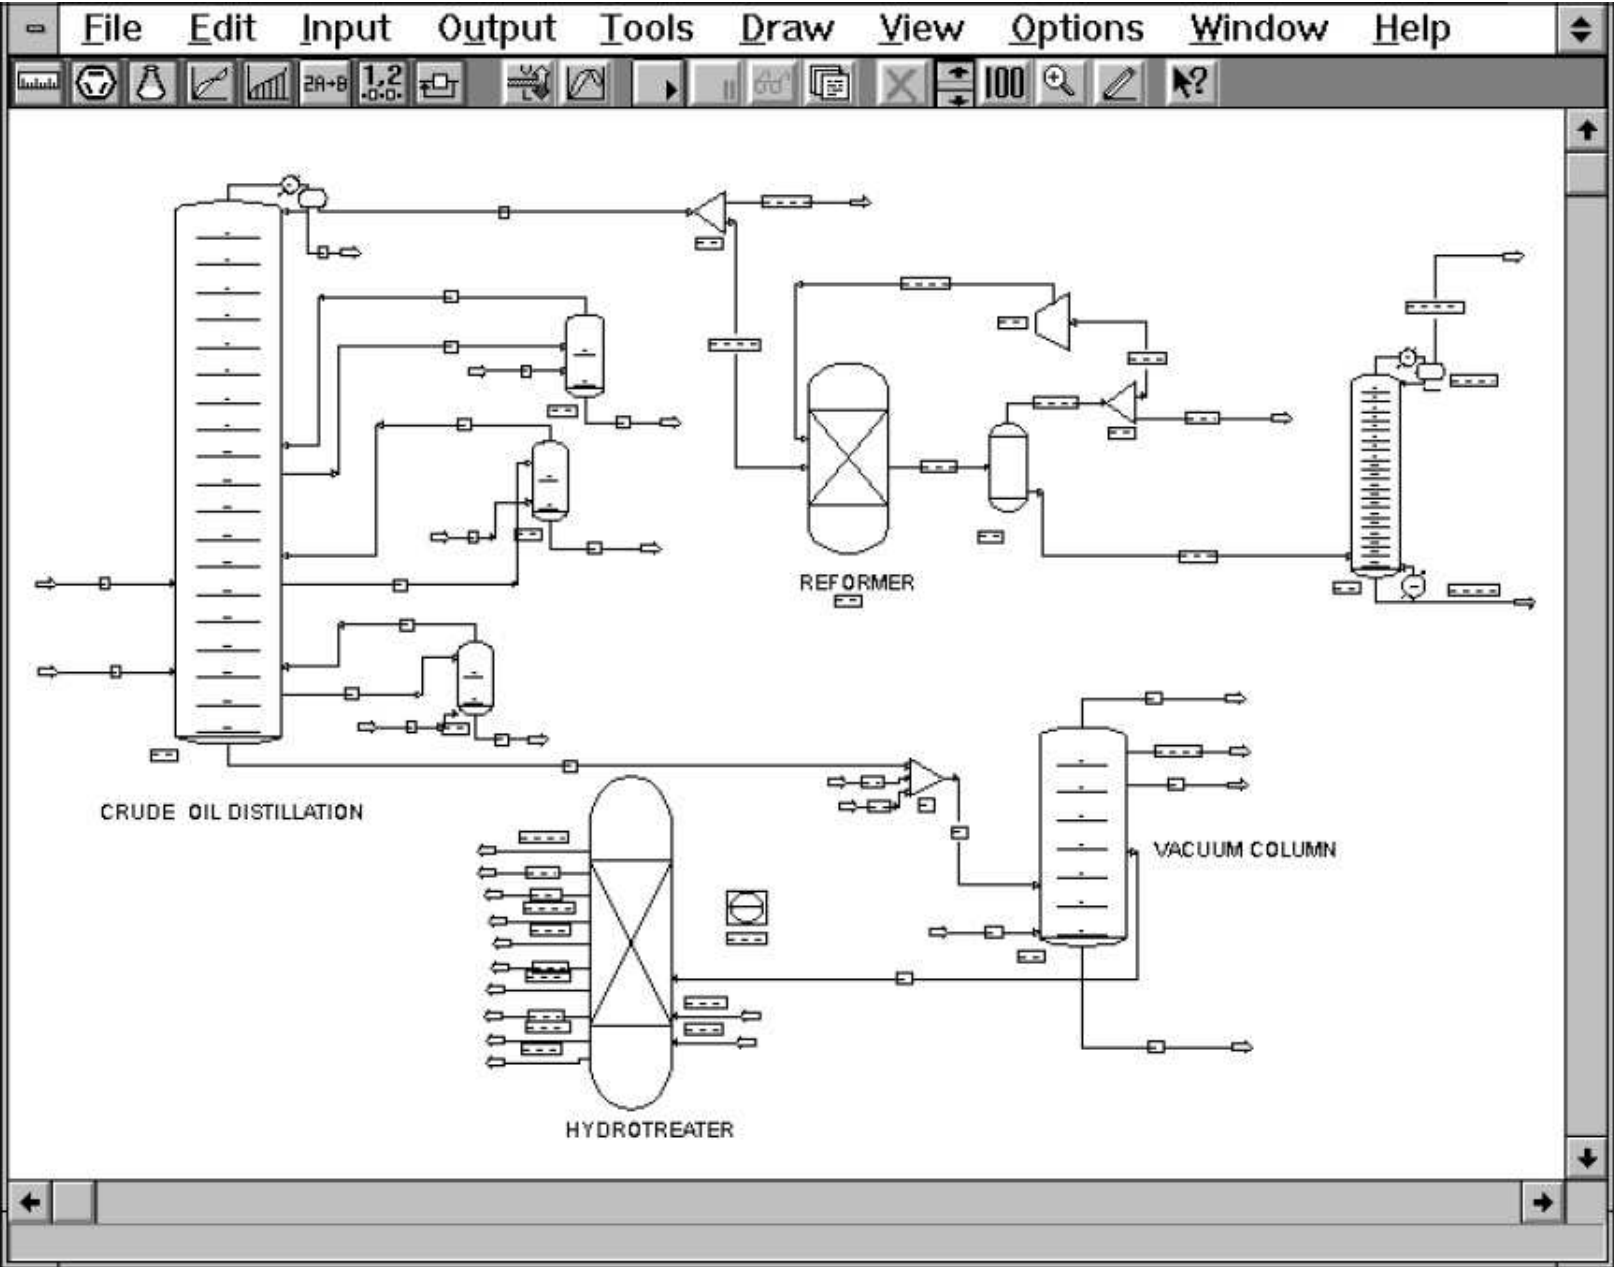 File Edit Input Output Tools Draw View Options Window Help
2A→B 1,2 100 ?
REFORMER
CRUDE OIL DISTILLATION
VACUUM COLUMN
HYDROTREATER